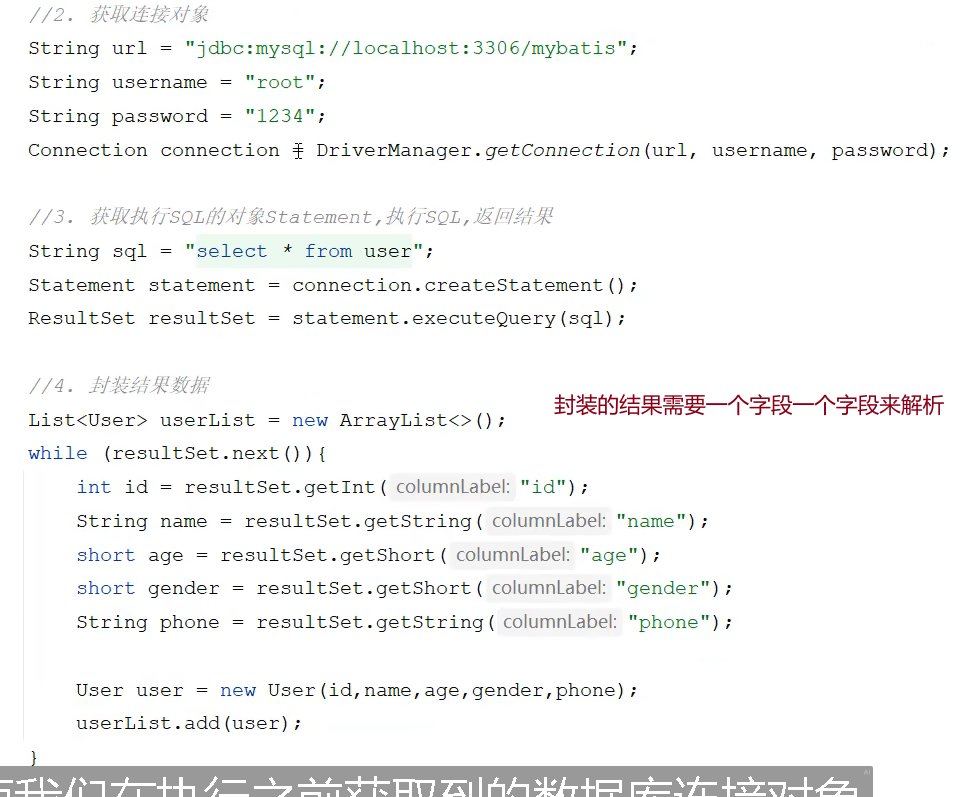 //2. 获取连接对象
String url = "jdbc:mysql://localhost:3306/mybatis";
String username = "root";
String password = "1234";
Connection connection = DriverManager.getConnection(url, username, password);
//3. 获取执行SQL的对象Statement,执行SQL,返回结果
String sql = "select * from user";
Statement statement = connection.createStatement();
ResultSet resultSet = statement.executeQuery(sql);
//4. 封装结果数据
List<User> userList = new ArrayList<>();
封装的结果需要一个字段一个字段来解析
while (resultSet.next()){
int id = resultSet.getInt( columnLabel: "id");
String name = resultSet.getString( columnLabel: "name");
short age = resultSet.getShort( columnLabel: "age");
short gender = resultSet.getShort( columnLabel: "gender");
String phone = resultSet.getString( columnLabel: "phone");
User user = new User(id,name,age,gender,phone);
userList.add(user);
}
我们在执行之前获取到的数据库连接对象